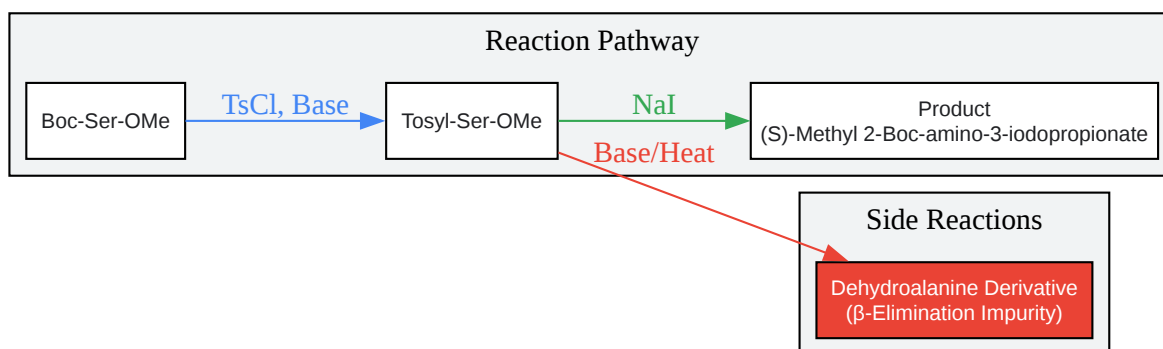 Reaction Pathway
Boc-Ser-OMe
TsCl, Base
Tosyl-Ser-OMe
NaI
Product
(S)-Methyl 2-Boc-amino-3-iodopropionate
Base/Heat
Side Reactions
Dehydroalanine Derivative
(β-Elimination Impurity)